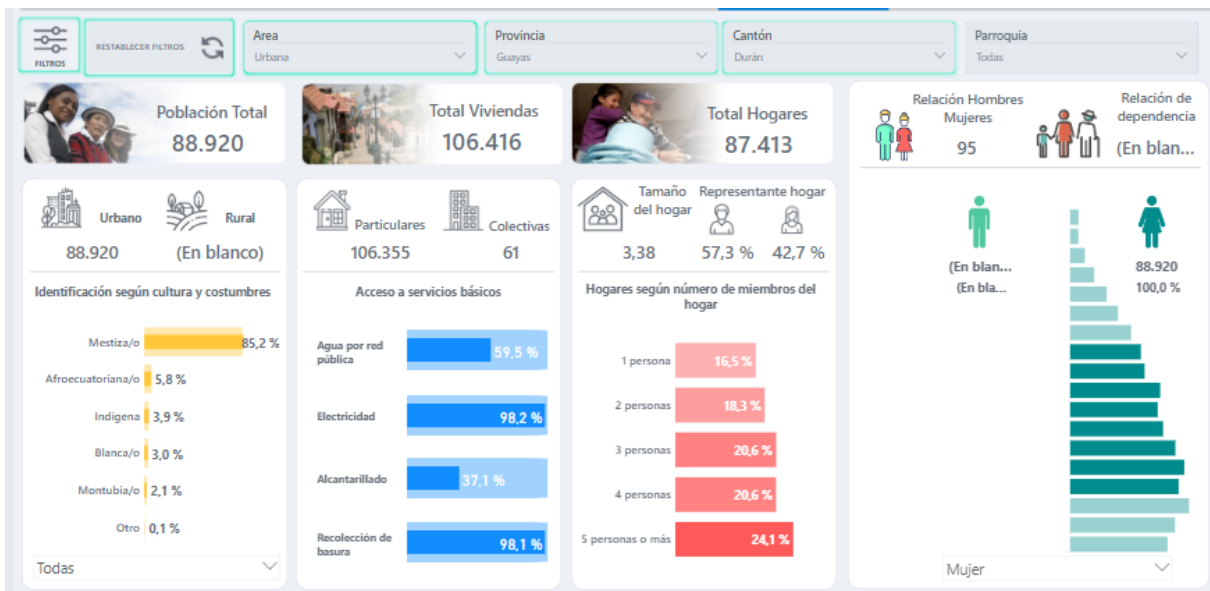 FILTROS
RESTABLECER FILTROS
Area
Urbana
Provincia
Guayas
Cantón
Durán
Parroquia
Todas
Población Total
88.920
Total Viviendas
106.416
Total Hogares
87.413
Relación Hombres
Mujeres
95
Relación de
dependencia
(En blan...
Urbano
88.920
Rural
(En blanco)
Identificación según cultura y costumbres
Mestiza/o 85,2 %
Afroecuatoriana/o 5,8 %
Indígena 3,9 %
Blanca/o 3,0 %
Montubia/o 2,1 %
Otro 0,1 %
Todas
Particulares
106.355
Colectivas
61
Acceso a servicios básicos
Agua por red
pública
59,5 %
Electricidad 98,2 %
Alcantarillado 37,1 %
Recolección de
basura
98,1 %
Tamaño
del hogar
3,38
Representante hogar
57,3 % 42,7 %
Hogares según número de miembros del
hogar
1 persona 16,5 %
2 personas 18,3 %
3 personas 20,6 %
4 personas 20,6 %
5 personas o más 24,1 %
(En blan...
(En bla...
88.920
100,0 %
Mujer